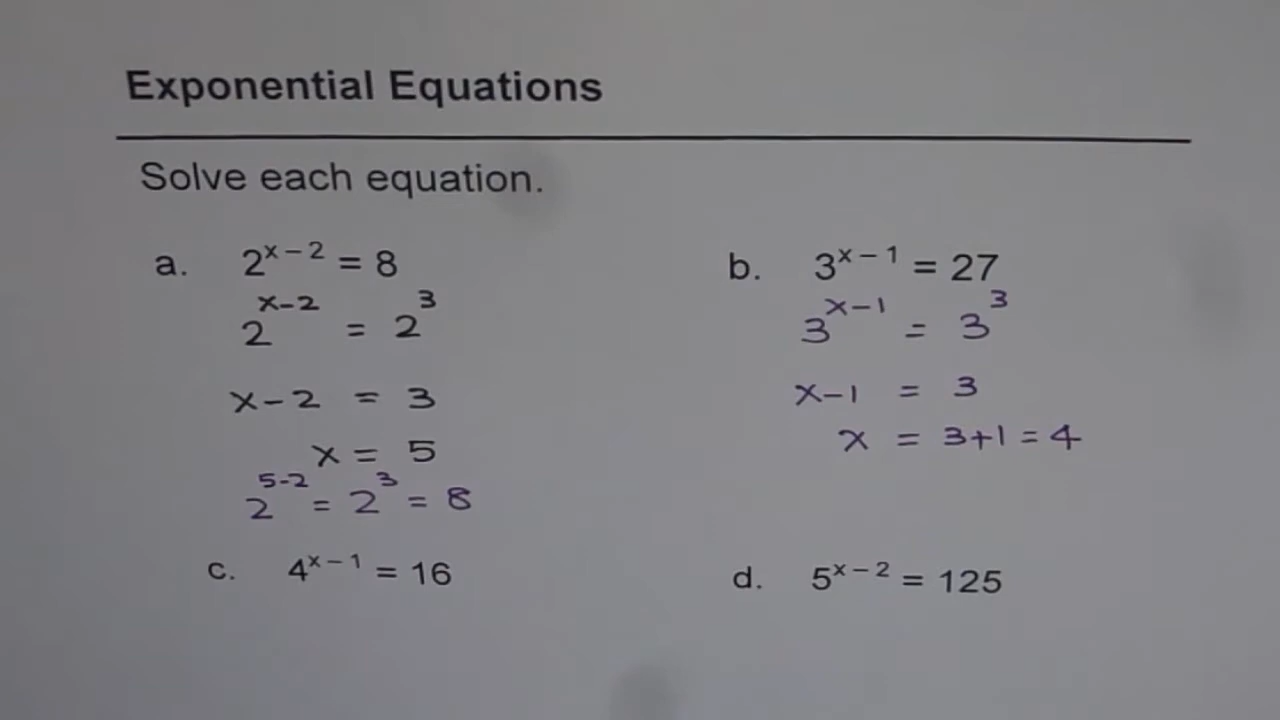 Exponential Equations
Solve each equation.
a. 2^{x-2} = 8
2^{x-2} = 2^3
x-2 = 3
x = 5
2^{5-2} = 2^3 = 8
b. 3^{x-1} = 27
3^{x-1} = 3^3
x-1 = 3
x = 3+1 = 4
c. 4^{x-1} = 16
d. 5^{x-2} = 125